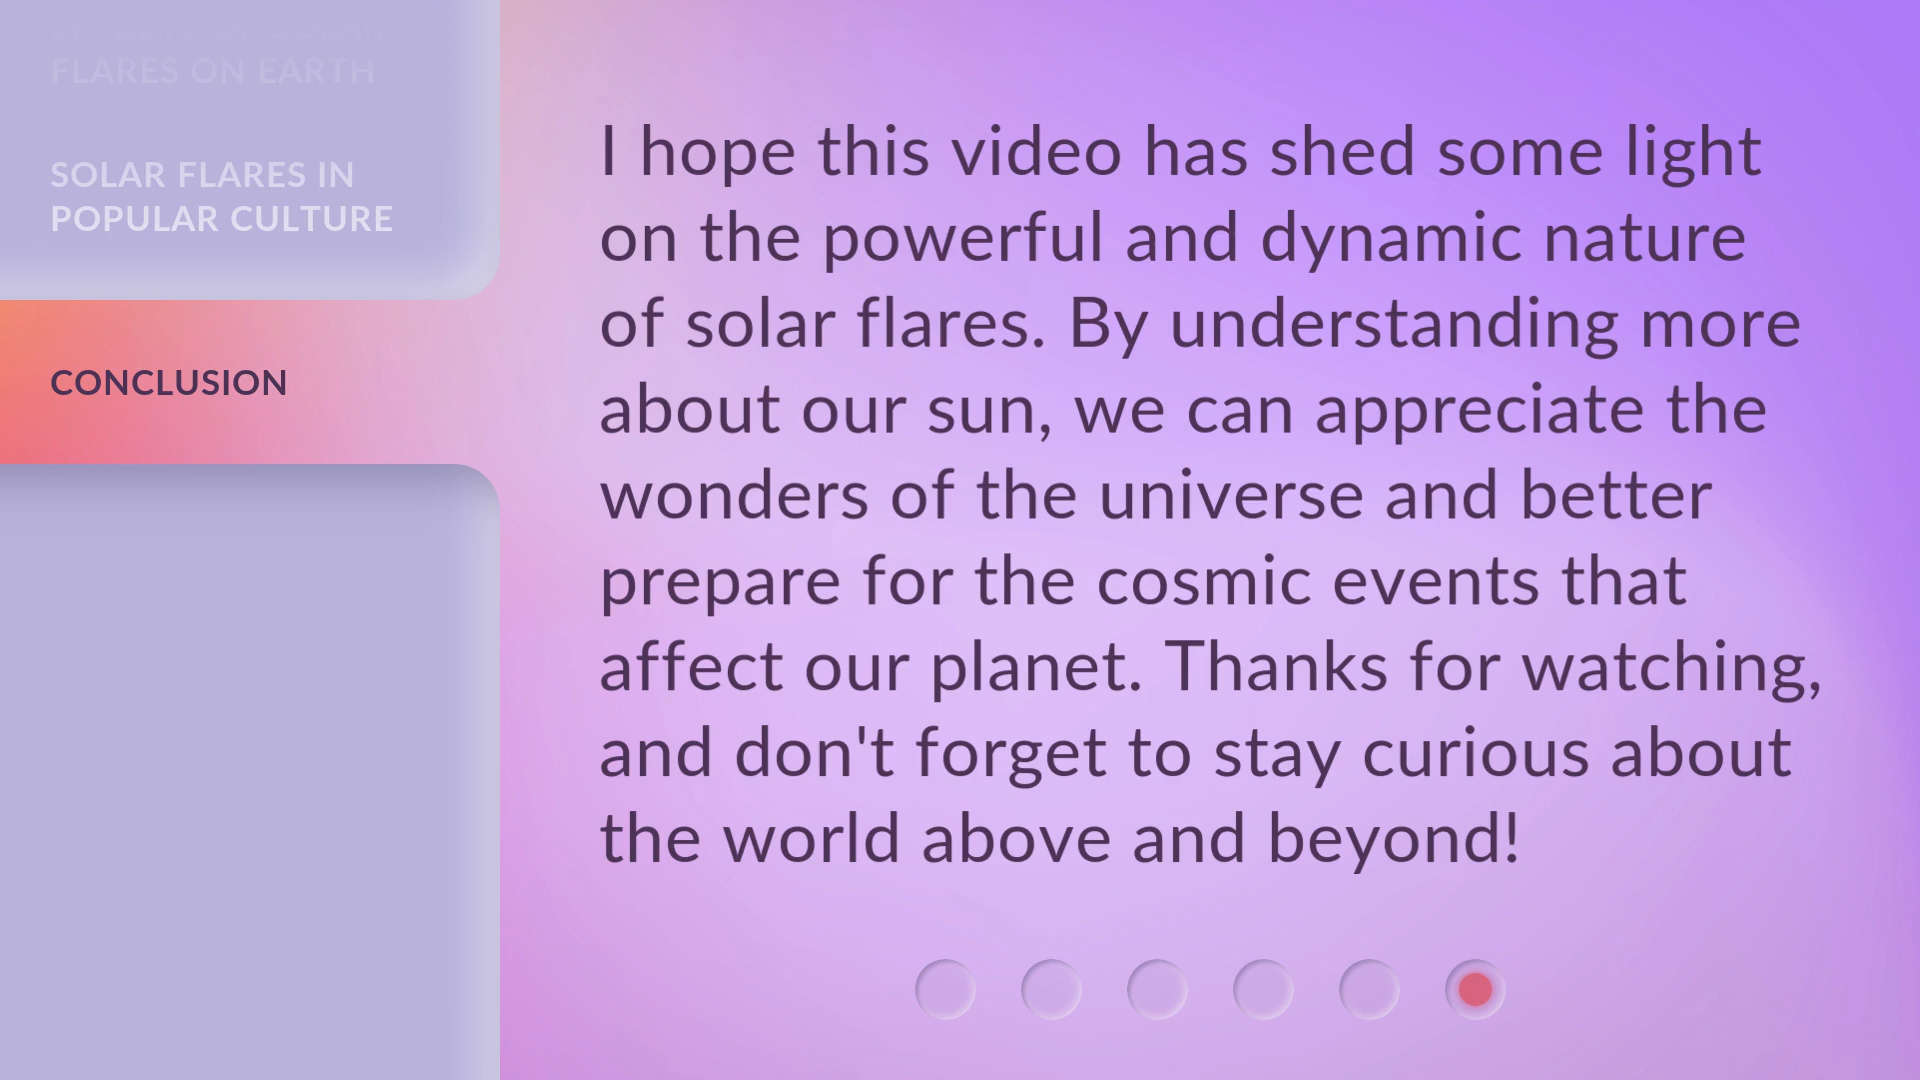 EFFECTS OF SOLAR
FLARES ON EARTH
SOLAR FLARES IN
POPULAR CULTURE
CONCLUSION
I hope this video has shed some light
on the powerful and dynamic nature
of solar flares. By understanding more
about our sun, we can appreciate the
wonders of the universe and better
prepare for the cosmic events that
affect our planet. Thanks for watching,
and don't forget to stay curious about
the world above and beyond!